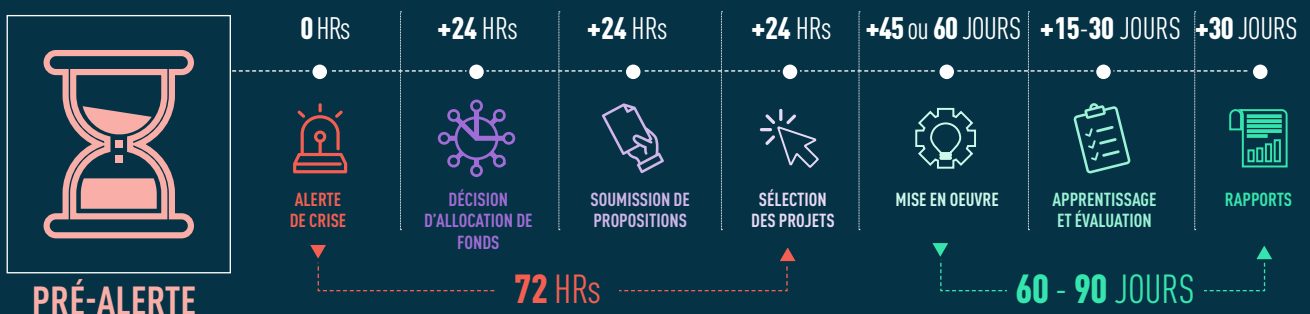 0 HRs
+24 HRs
+24 HRs
+24 HRs
+45 ou 60 JOURS
+15-30 JOURS
+30 JOURS
ALERTE
DE CRISE
DÉCISION
D'ALLOCATION DE
FONDS
SOUMISSION DE
PROPOSITIONS
SÉLECTION
DES PROJETS
MISE EN OEUVRE
APPRENTISSAGE
ET ÉVALUATION
RAPPORTS
72 HRs
60 - 90 JOURS
PRÉ-ALERTE